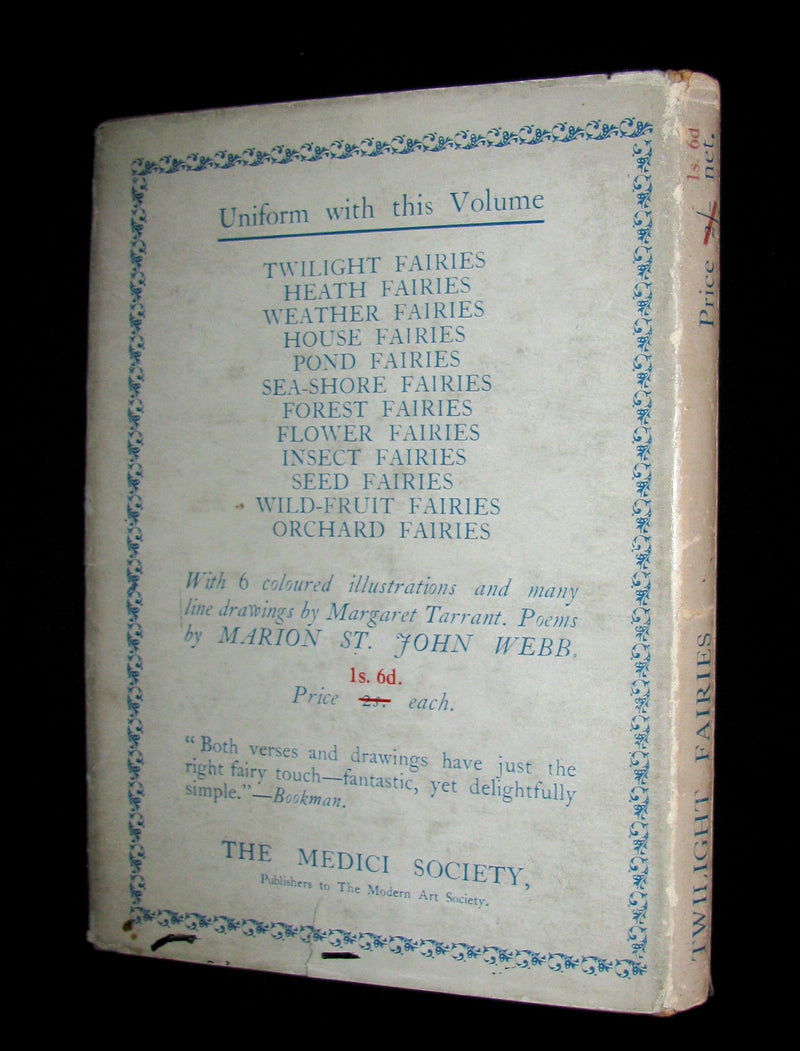 Uniform with this Volume
TWILIGHT FAIRIES
HEATH FAIRIES
WEATHER FAIRIES
HOUSE FAIRIES
POND FAIRIES
SEA-SHORE FAIRIES
FOREST FAIRIES
FLOWER FAIRIES
INSECT FAIRIES
SEED FAIRIES
WILD-FRUIT FAIRIES
ORCHARD FAIRIES
With 6 coloured illustrations and many
line drawings by Margaret Tarrant. Poems
by MARION ST. JOHN WEBB.
1s. 6d.
Price 2s. each.
“Both verses and drawings have just the
right fairy touch—fantastic, yet delightfully
simple.”—Bookman.
THE MEDICI SOCIETY,
Publishers to The Modern Art Society.
TWILIGHT FAIRIES
1s. 6d
Price 2/- net.